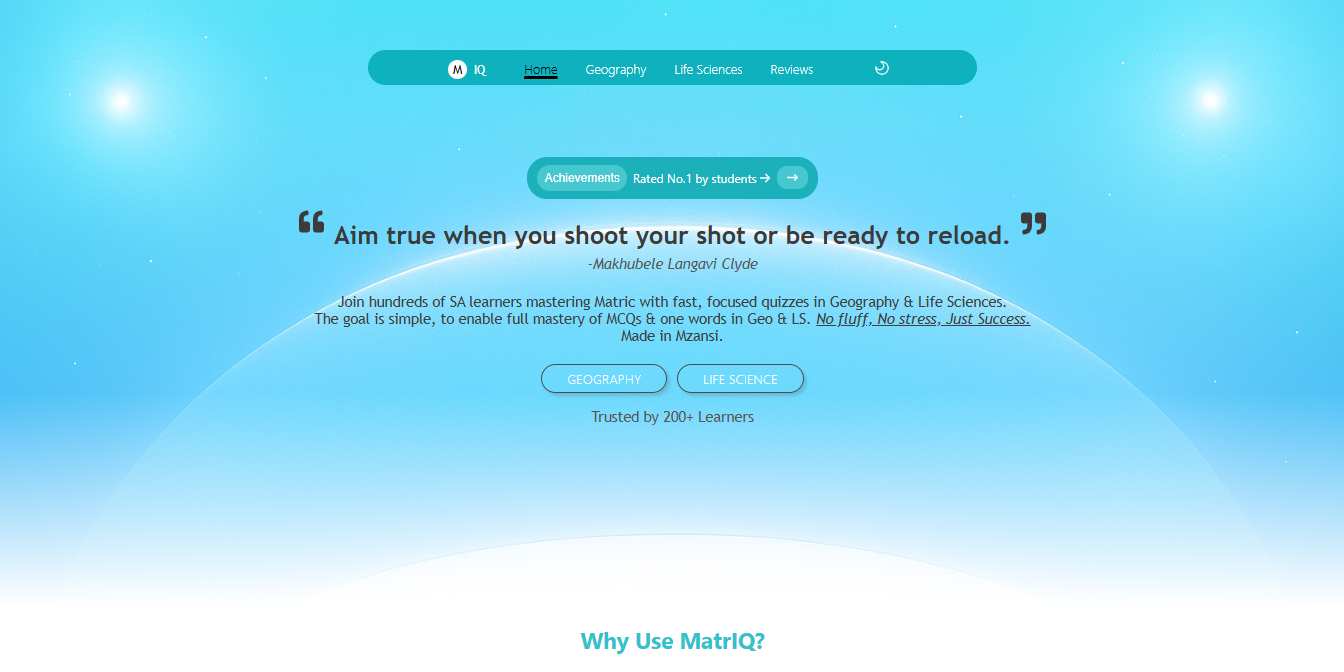 M IQ Home Geography Life Sciences Reviews
Achievements Rated No.1 by students → →
“ Aim true when you shoot your shot or be ready to reload. ”
-Makhubele Langavi Clyde
Join hundreds of SA learners mastering Matric with fast, focused quizzes in Geography & Life Sciences.
The goal is simple, to enable full mastery of MCQs & one words in Geo & LS. No fluff, No stress, Just Success.
Made in Mzansi.
GEOGRAPHY LIFE SCIENCE
Trusted by 200+ Learners
Why Use MatrIQ?